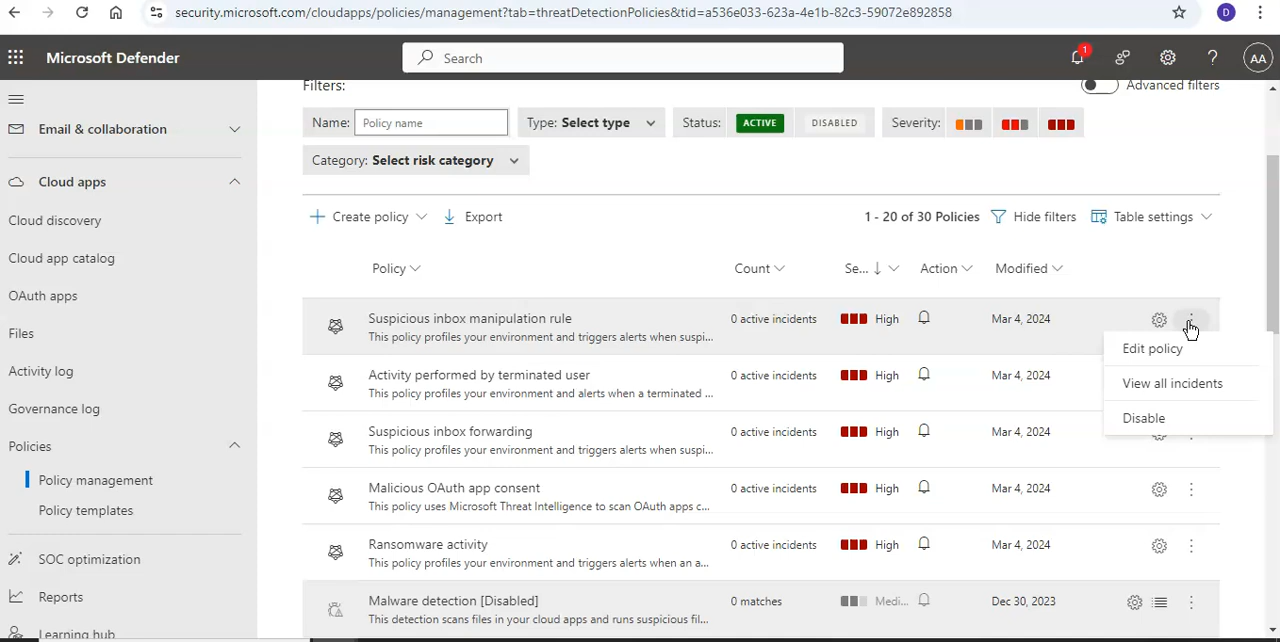 security.microsoft.com/cloudapps/policies/management?tab=threatDetectionPolicies&tid=a536e033-623a-4e1b-82c3-59072e892858
D
Microsoft Defender
Search
1
AA
Filters:
Advanced filters
Email & collaboration
Name:
Policy name
Type: Select type
Status:
ACTIVE
DISABLED
Severity:
Category: Select risk category
Cloud apps
Cloud discovery
Cloud app catalog
OAuth apps
Files
Activity log
Governance log
Policies
Policy management
Policy templates
SOC optimization
Reports
Learning hub
Create policy
Export
1 - 20 of 30 Policies
Hide filters
Table settings
Policy
Count
Se...
Action
Modified
Suspicious inbox manipulation rule
This policy profiles your environment and triggers alerts when suspi...
0 active incidents
High
Mar 4, 2024
Edit policy
View all incidents
Disable
Activity performed by terminated user
This policy profiles your environment and alerts when a terminated ...
0 active incidents
High
Mar 4, 2024
Suspicious inbox forwarding
This policy profiles your environment and triggers alerts when suspi...
0 active incidents
High
Mar 4, 2024
Malicious OAuth app consent
This policy uses Microsoft Threat Intelligence to scan OAuth apps c...
0 active incidents
High
Mar 4, 2024
Ransomware activity
This policy profiles your environment and triggers alerts when an a...
0 active incidents
High
Mar 4, 2024
Malware detection [Disabled]
This detection scans files in your cloud apps and runs suspicious fil...
0 matches
Medi...
Dec 30, 2023